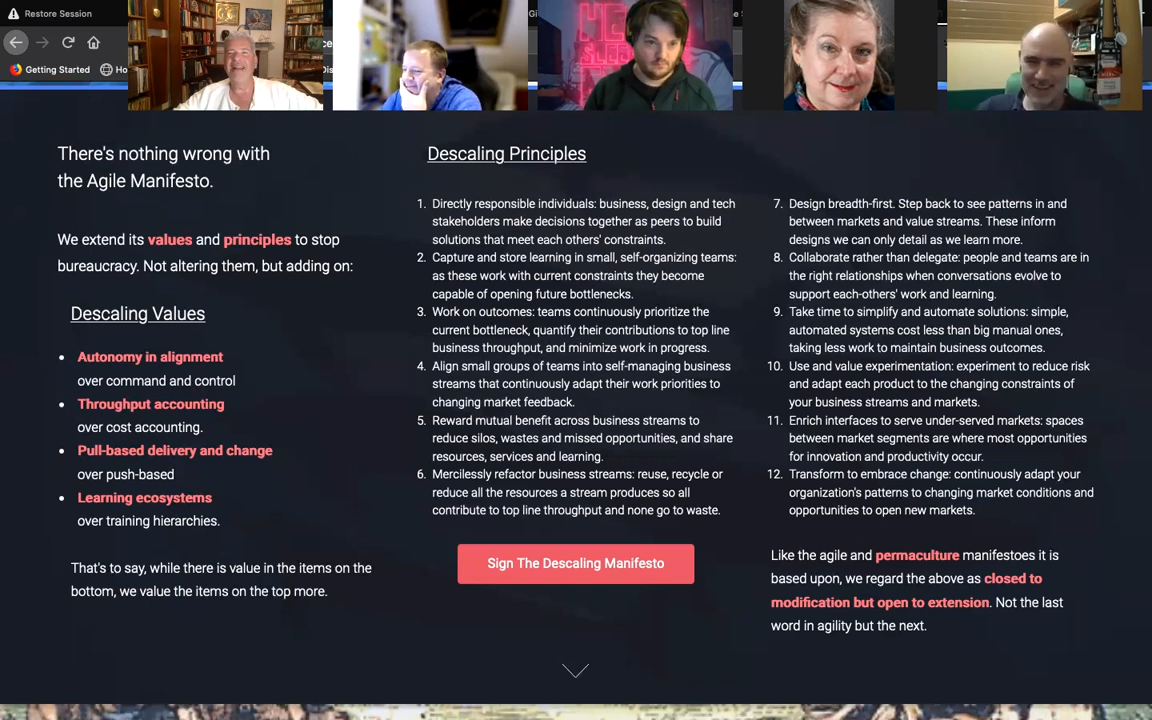 Restore Session
Getting Started
Ho
There's nothing wrong with
the Agile Manifesto.
We extend its values and principles to stop
bureaucracy. Not altering them, but adding on:
Descaling Values
Autonomy in alignment
over command and control
Throughput accounting
over cost accounting.
Pull-based delivery and change
over push-based
Learning ecosystems
over training hierarchies.
That's to say, while there is value in the items on the
bottom, we value the items on the top more.
Descaling Principles
1. Directly responsible individuals: business, design and tech
stakeholders make decisions together as peers to build
solutions that meet each others' constraints.
2. Capture and store learning in small, self-organizing teams:
as these work with current constraints they become
capable of opening future bottlenecks.
3. Work on outcomes: teams continuously prioritize the
current bottleneck, quantify their contributions to top line
business throughput, and minimize work in progress.
4. Align small groups of teams into self-managing business
streams that continuously adapt their work priorities to
changing market feedback.
5. Reward mutual benefit across business streams to
reduce silos, wastes and missed opportunities, and share
resources, services and learning.
6. Mercilessly refactor business streams: reuse, recycle or
reduce all the resources a stream produces so all
contribute to top line throughput and none go to waste.
Sign The Descaling Manifesto
7. Design breadth-first. Step back to see patterns in and
between markets and value streams. These inform
designs we can only detail as we learn more.
8. Collaborate rather than delegate: people and teams are in
the right relationships when conversations evolve to
support each-others' work and learning.
9. Take time to simplify and automate solutions: simple,
automated systems cost less than big manual ones,
taking less work to maintain business outcomes.
10. Use and value experimentation: experiment to reduce risk
and adapt each product to the changing constraints of
your business streams and markets.
11. Enrich interfaces to serve under-served markets: spaces
between market segments are where most opportunities
for innovation and productivity occur.
12. Transform to embrace change: continuously adapt your
organization's patterns to changing market conditions and
opportunities to open new markets.
Like the agile and permaculture manifestoes it is
based upon, we regard the above as closed to
modification but open to extension. Not the last
word in agility but the next.